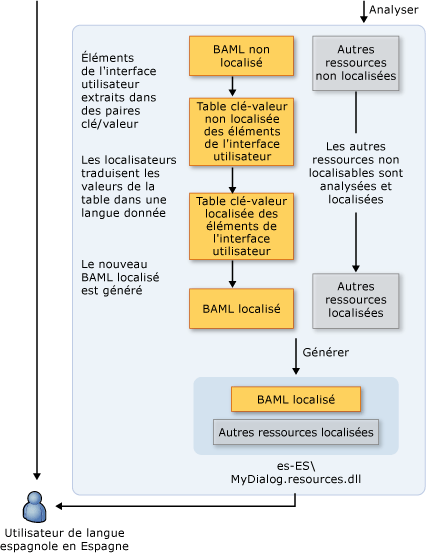 Analyser
Éléments
de l'interface
utilisateur
extraits dans
des paires
clé/valeur
BAML non
localisé
Autres
ressources
non localisées
Table clé-valeur
non localisée
des éléments
de l'interface
utilisateur
Les localisateurs
traduisent les
valeurs de la
table dans une
langue donnée
Les autres
ressources non
localisables sont
analysées et
localisées
Table clé-valeur
localisée des
éléments de
l'interface
utilisateur
Le nouveau
BAML localisé
est généré
BAML localisé
Autres
ressources
localisées
Générer
BAML localisé
Autres ressources localisées
es-ES\
MyDialog.resources.dll
Utilisateur de langue
espagnole en Espagne